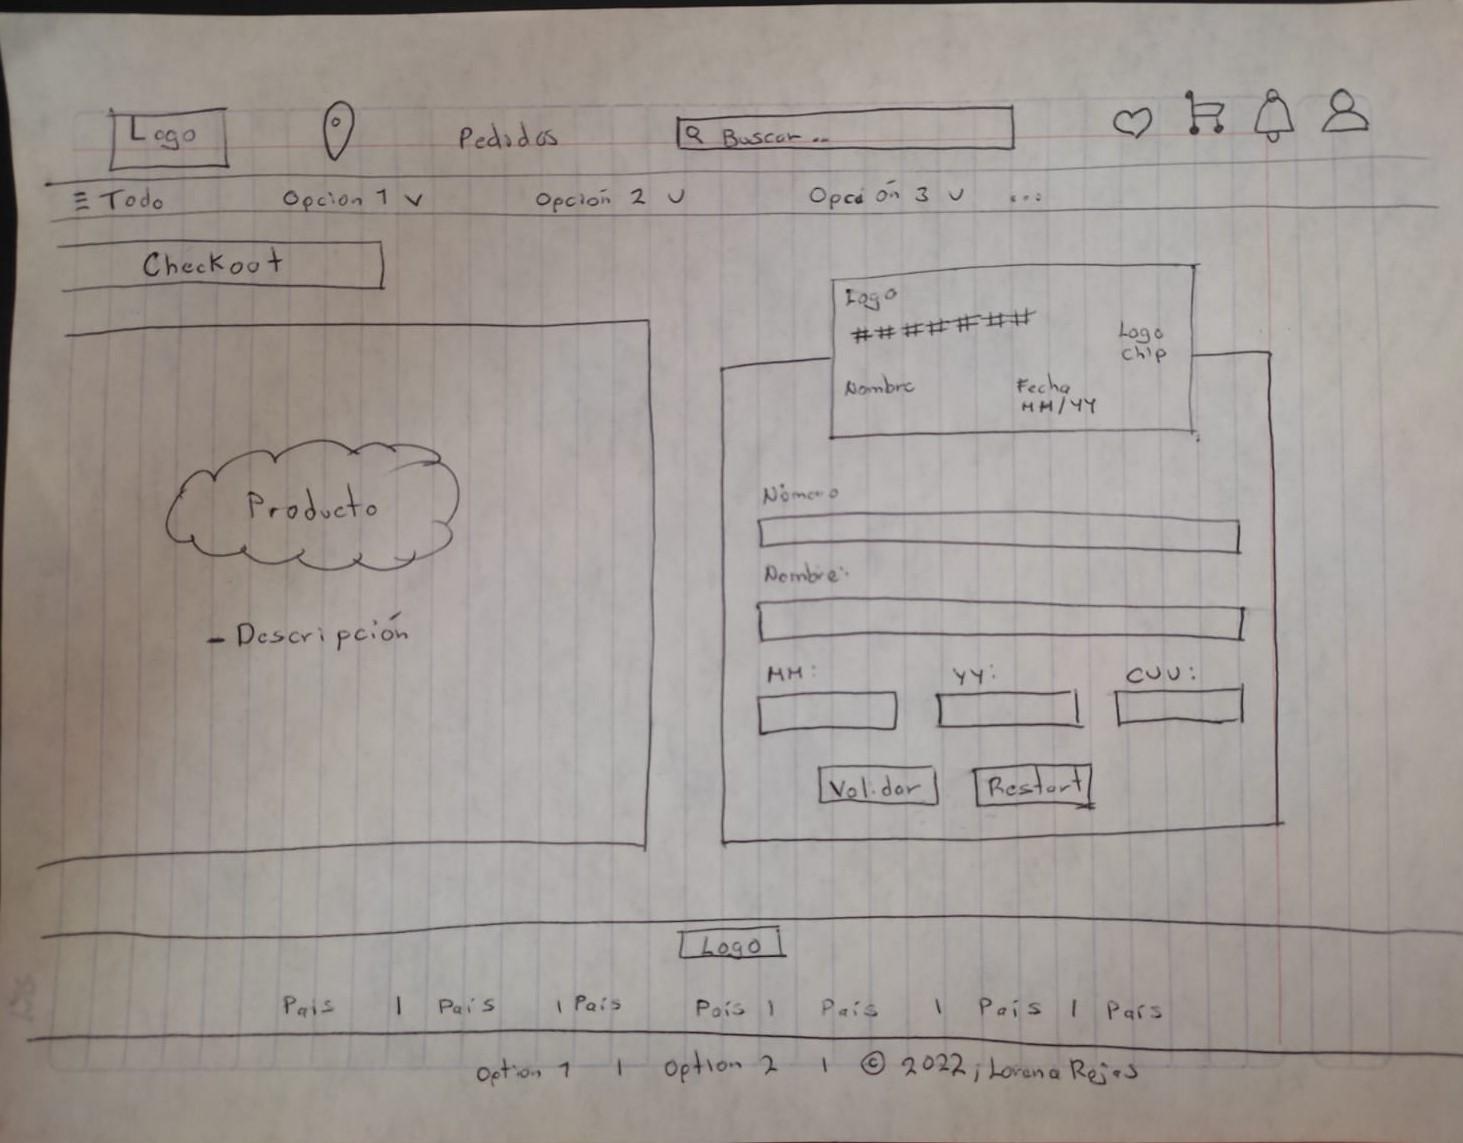 Logo Pedidos Buscar...
Todo Opcion 1 v Opción 2 v Opción 3 v ...
Checkout
Logo
#######
Logo
chip
Nombre Fecha
MM/YY
Producto
- Descripción
Número
Nombre:
MM: YY: CVV:
Validar Restart
Logo
Pais | País | País País | País | País | País
Option 1 | Option 2 | © 2022, Lorena Rojas